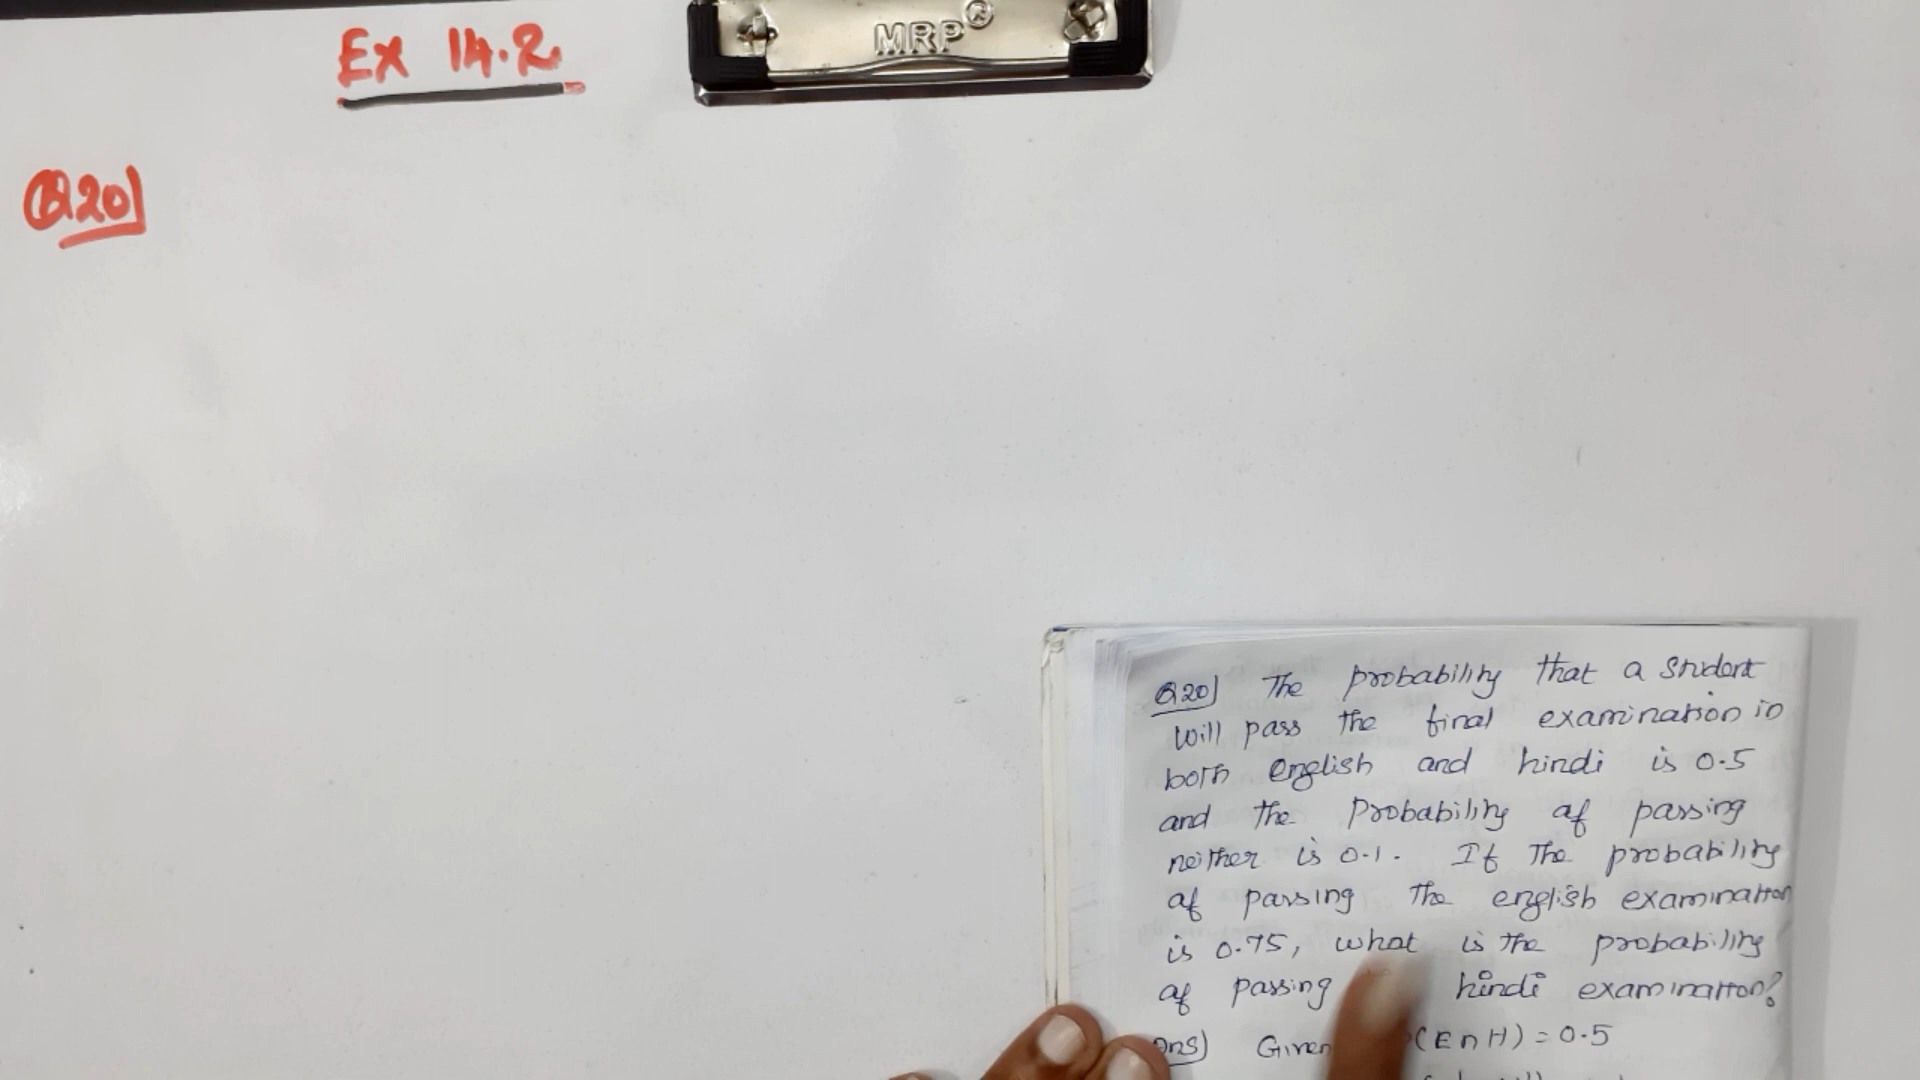 Ex 14.2
MRP®
Q20)
Q20) The probability that a student
will pass the final examination in
both english and hindi is 0.5
and the probability of passing
neither is 0.1. If the probability
of passing the english examination
is 0.75, what is the probability
of passing hindi examination?
Ans) Given (E∩H) = 0.5